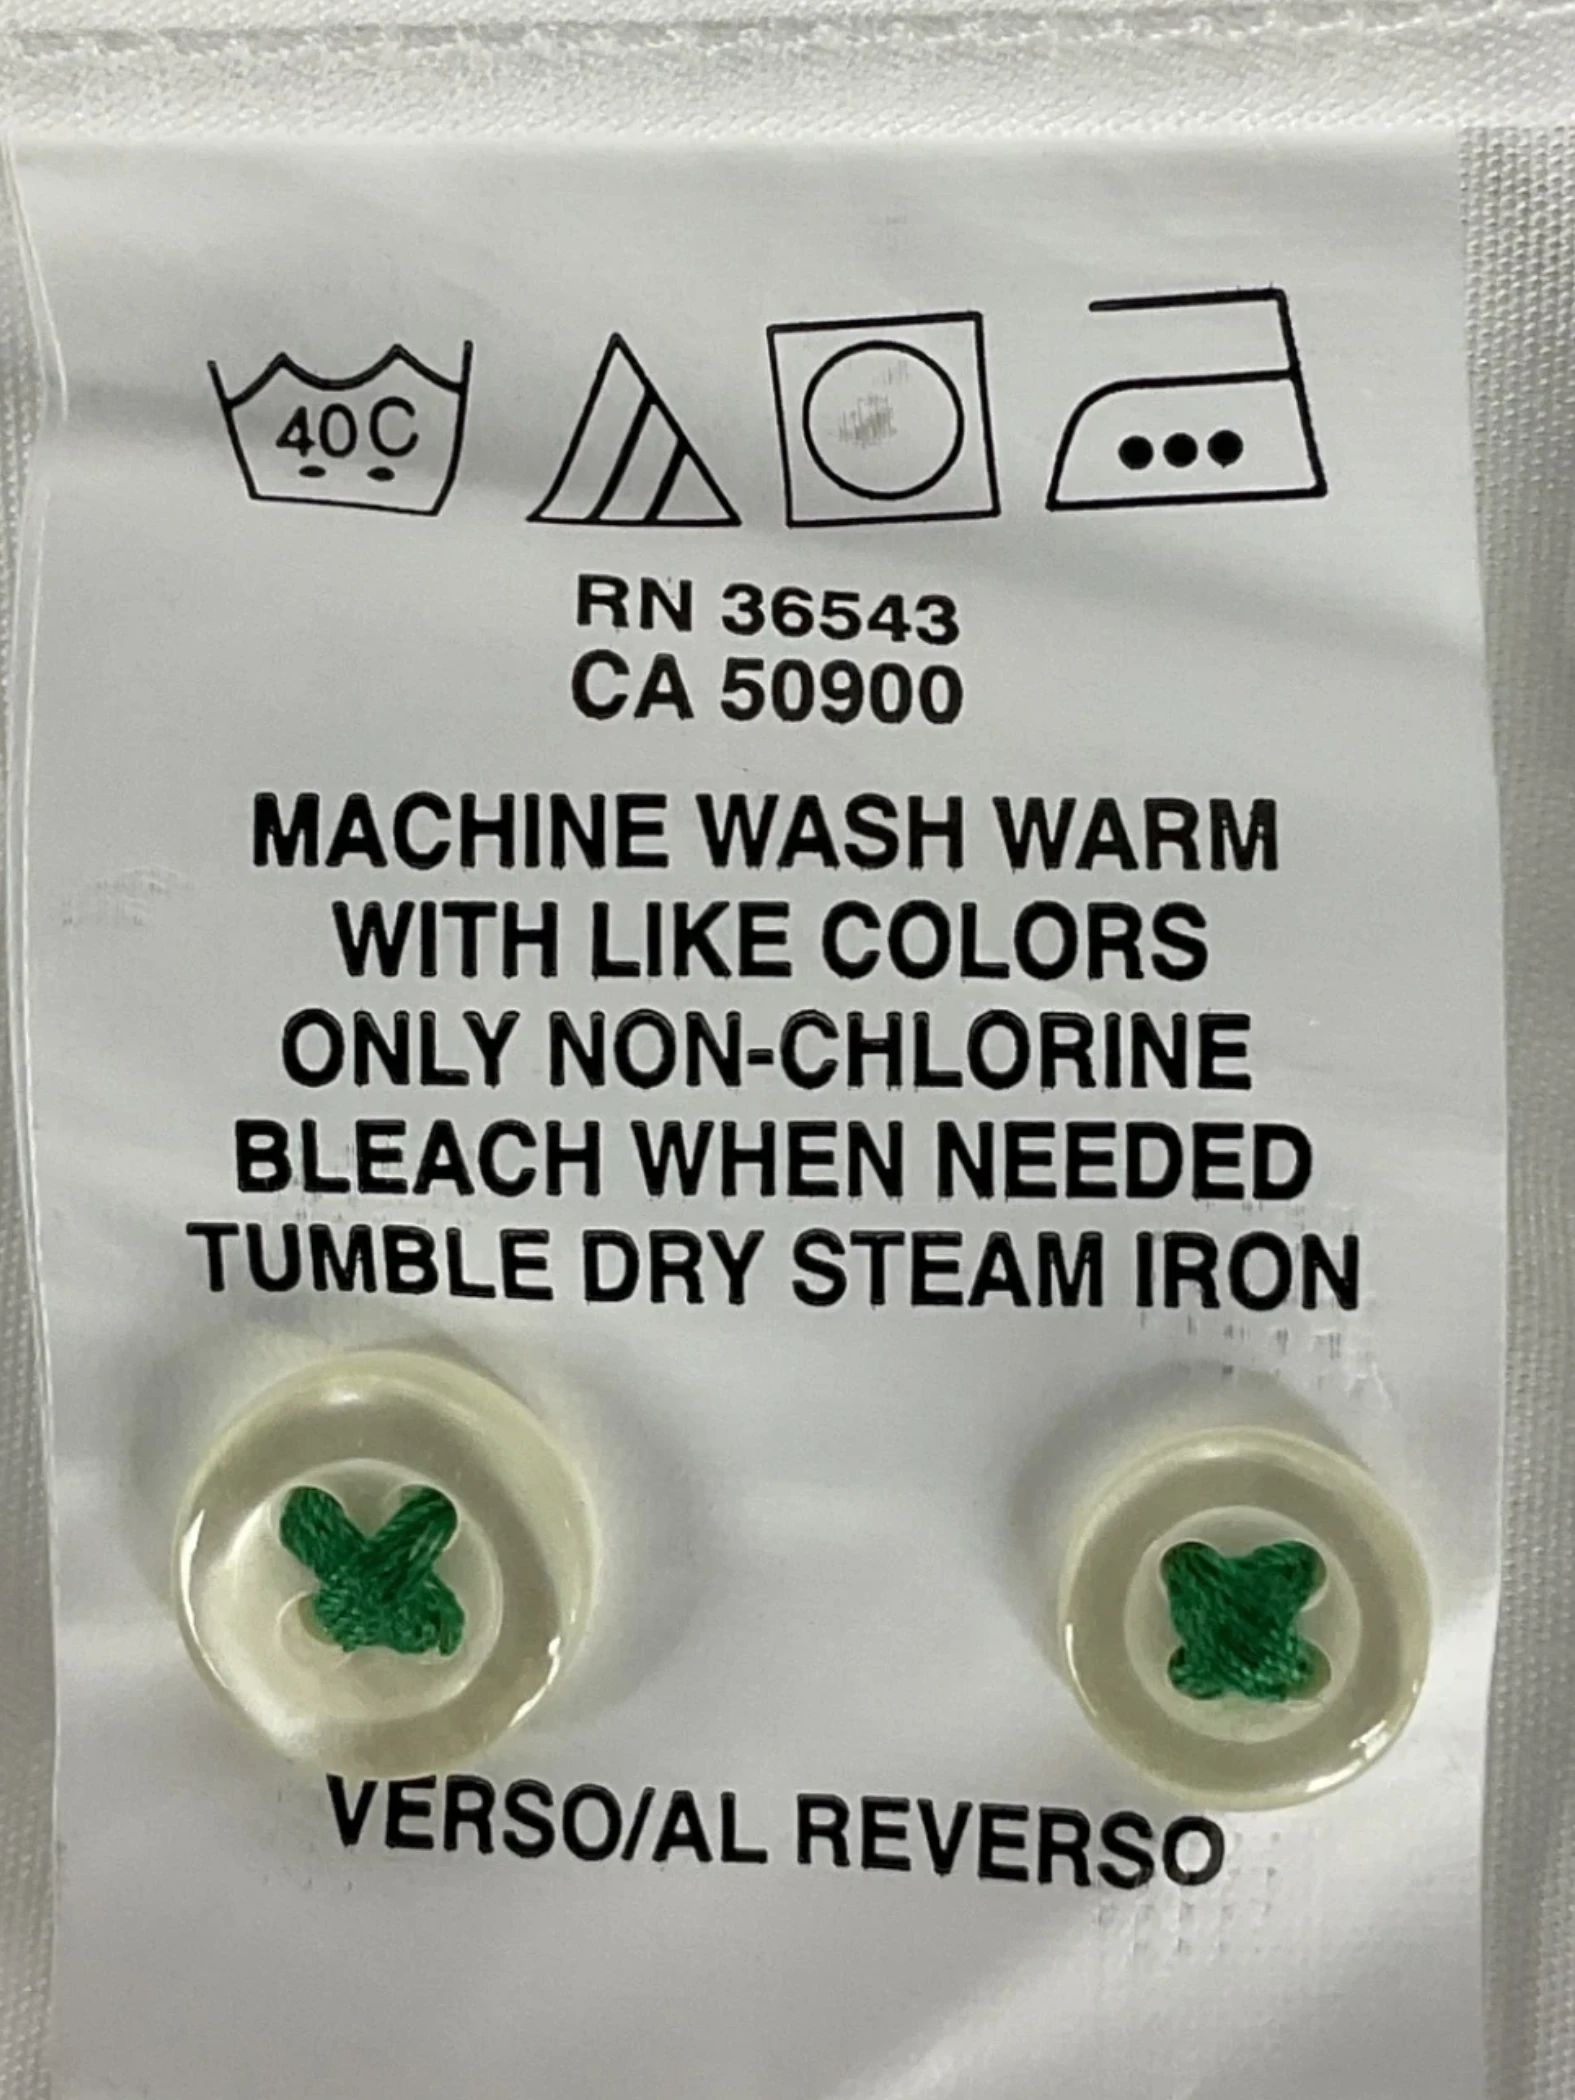 40C
RN 36543
CA 50900
MACHINE WASH WARM
WITH LIKE COLORS
ONLY NON-CHLORINE
BLEACH WHEN NEEDED
TUMBLE DRY STEAM IRON
VERSO/AL REVERSO